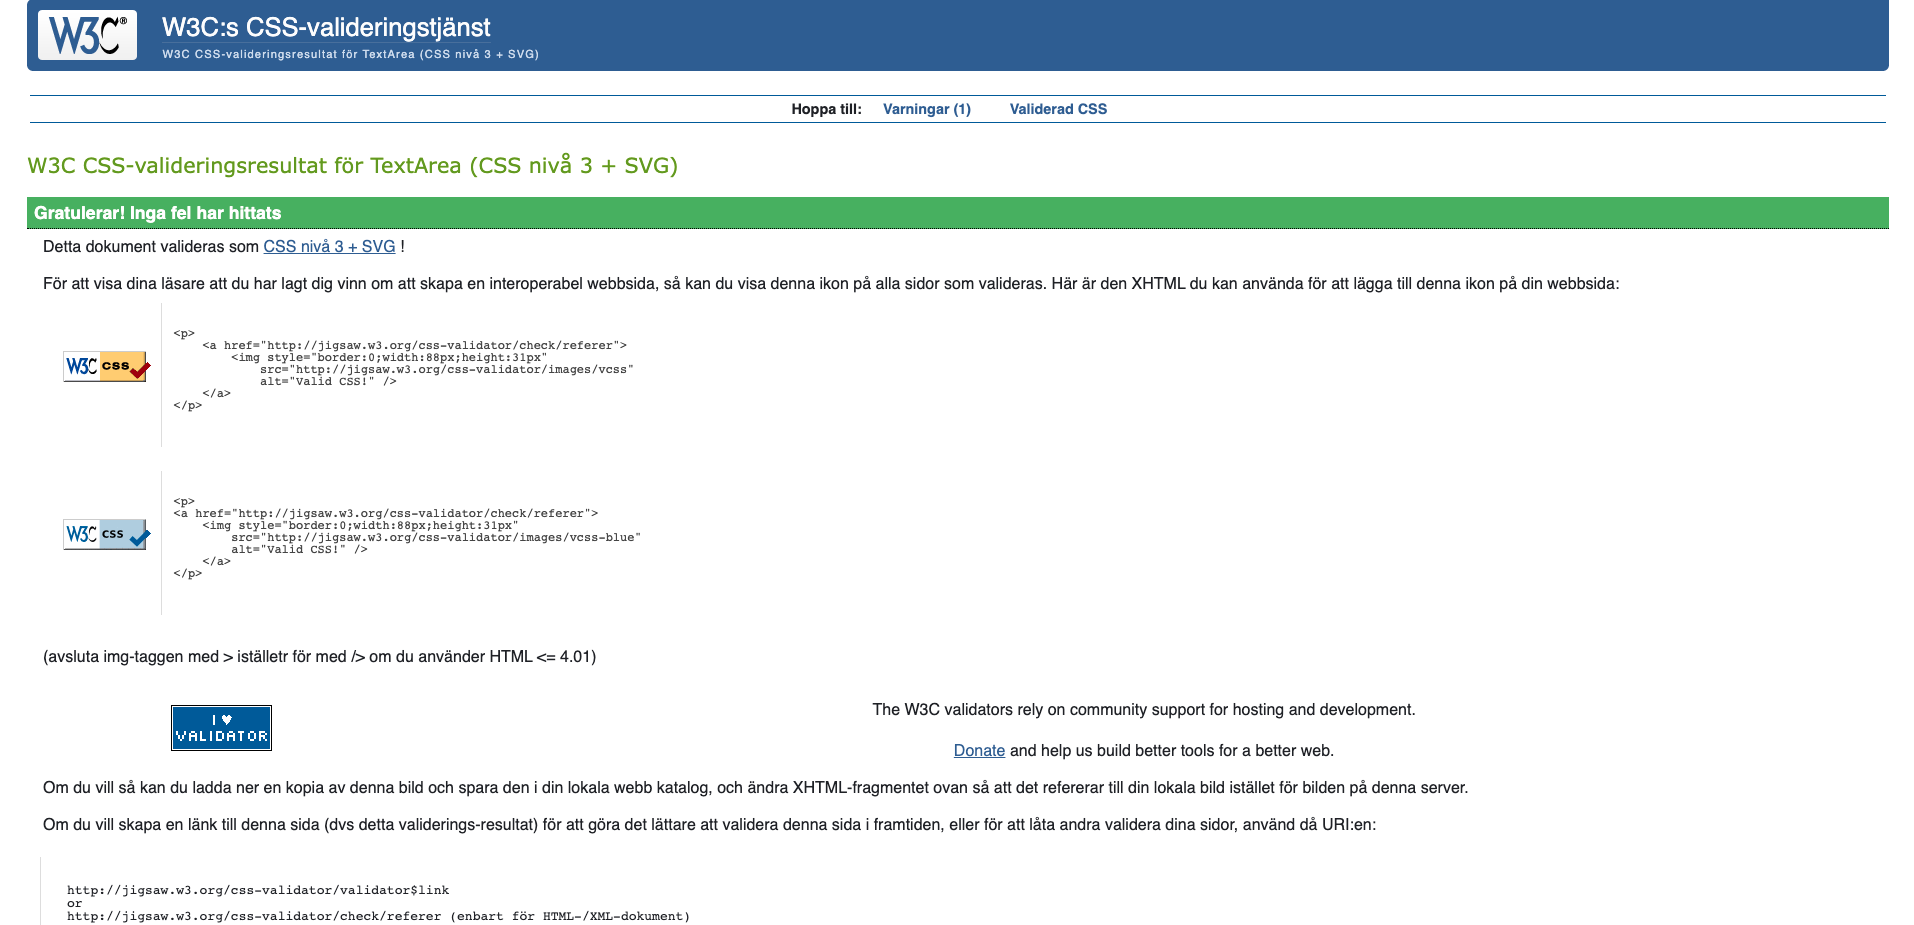 W3C®
W3C:s CSS-valideringstjänst
W3C CSS-valideringsresultat för TextArea (CSS nivå 3 + SVG)
Hoppa till: Varningar (1) Validerad CSS
W3C CSS-valideringsresultat för TextArea (CSS nivå 3 + SVG)
Gratulerar! Inga fel har hittats
Detta dokument valideras som CSS nivå 3 + SVG !
För att visa dina läsare att du har lagt dig vinn om att skapa en interoperabel webbsida, så kan du visa denna ikon på alla sidor som valideras. Här är den XHTML du kan använda för att lägga till denna ikon på din webbsida:
W3C css
<p>
    <a href="http://jigsaw.w3.org/css-validator/check/referer">
        <img style="border:0;width:88px;height:31px"
            src="http://jigsaw.w3.org/css-validator/images/vcss"
            alt="Valid CSS!" />
    </a>
</p>
W3C css
<p>
<a href="http://jigsaw.w3.org/css-validator/check/referer">
    <img style="border:0;width:88px;height:31px"
        src="http://jigsaw.w3.org/css-validator/images/vcss-blue"
        alt="Valid CSS!" />
    </a>
</p>
(avsluta img-taggen med > iställetr för med /> om du använder HTML <= 4.01)
I ♥
VALIDATOR
The W3C validators rely on community support for hosting and development.
Donate and help us build better tools for a better web.
Om du vill så kan du ladda ner en kopia av denna bild och spara den i din lokala webb katalog, och ändra XHTML-fragmentet ovan så att det refererar till din lokala bild istället för bilden på denna server.
Om du vill skapa en länk till denna sida (dvs detta validerings-resultat) för att göra det lättare att validera denna sida i framtiden, eller för att låta andra validera dina sidor, använd då URI:en:
http://jigsaw.w3.org/css-validator/validator$link
or
http://jigsaw.w3.org/css-validator/check/referer (enbart för HTML-/XML-dokument)